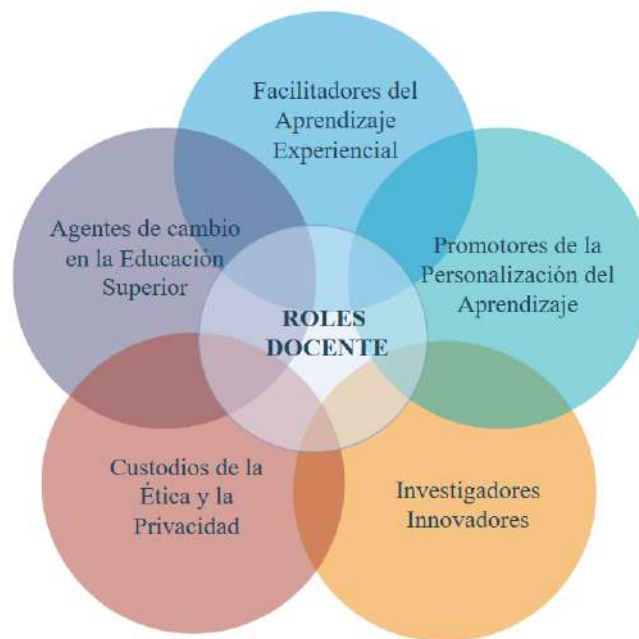 Facilitadores del
Aprendizaje
Experiencial
Agentes de cambio
en la Educación
Superior
Promotores de la
Personalización del
Aprendizaje
ROLES
DOCENTE
Custodios de la
Ética y la
Privacidad
Investigadores
Innovadores